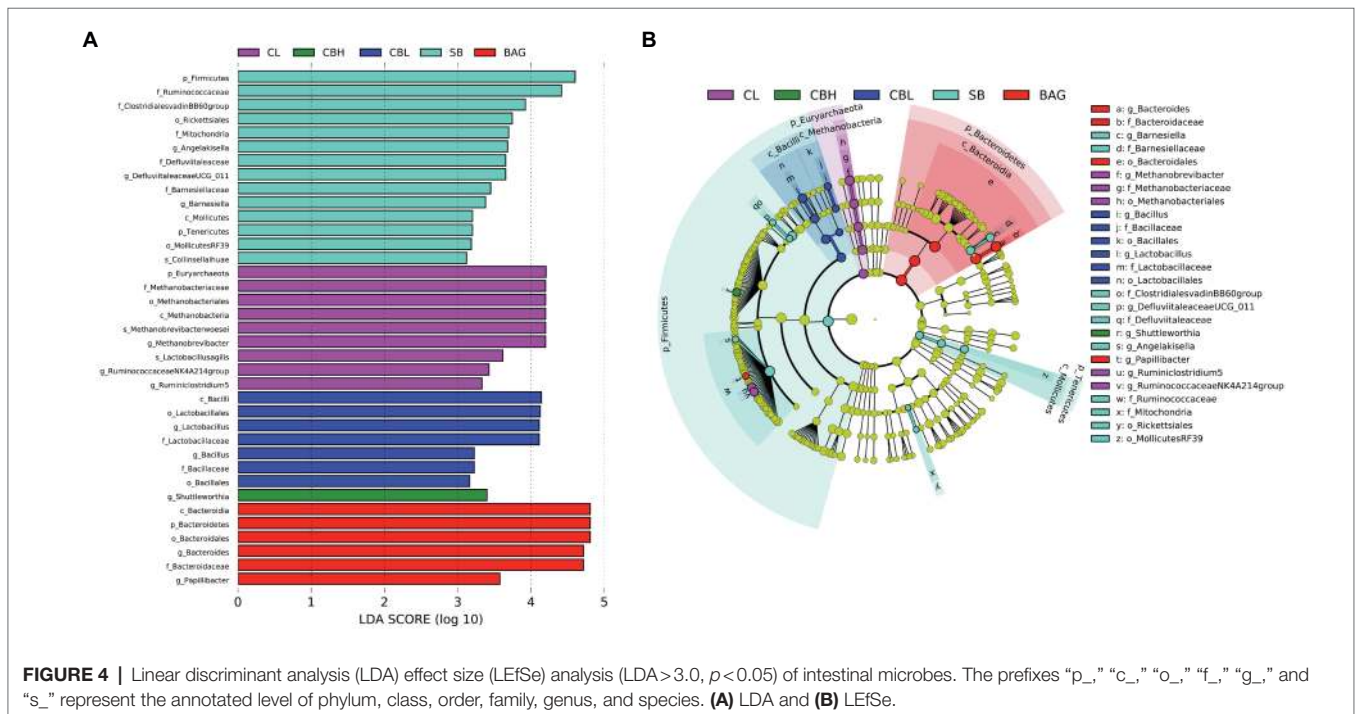 A
CL CBH CBL SB BAG
p_Firmicutes
f_Ruminococcaceae
f_ClostridialesvadinBB60group
o_Rickettsiales
f_Mitochondria
g_Angelakisella
f_Defluviitaleaceae
g_DefluviitaleaceaeUCG_011
f_Barnesiellaceae
g_Barnesiella
c_Mollicutes
p_Tenericutes
o_MollicutesRF39
s_Collinsellaihuae
p_Euryarchaeota
f_Methanobacteriaceae
o_Methanobacteriales
c_Methanobacteria
s_Methanobrevibacterwoesei
g_Methanobrevibacter
s_Lactobacillusagilis
g_RuminococcaceaeNK4A214group
g_Ruminiclostridium5
c_Bacilli
o_Lactobacillales
g_Lactobacillus
f_Lactobacillaceae
g_Bacillus
f_Bacillaceae
o_Bacillales
g_Shuttleworthia
c_Bacteroidia
p_Bacteroidetes
o_Bacteroidales
g_Bacteroides
f_Bacteroidaceae
g_Papillibacter
0 1 2 3 4 5
LDA SCORE (log 10)
B
CL CBH CBL SB BAG
p_Euryarchaeota
c_Methanobacteria
c_Bacilli
p_Bacteroidetes
c_Bacteroidia
p_Firmicutes
p_Tenericutes
c_Mollicutes
h
g
k
n
m
e
w
z
x
y
a: g_Bacteroides
b: f_Bacteroidaceae
c: g_Barnesiella
d: f_Barnesiellaceae
e: o_Bacteroidales
f: g_Methanobrevibacter
g: f_Methanobacteriaceae
h: o_Methanobacteriales
i: g_Bacillus
j: f_Bacillaceae
k: o_Bacillales
l: g_Lactobacillus
m: f_Lactobacillaceae
n: o_Lactobacillales
o: f_ClostridialesvadinBB60group
p: g_DefluviitaleaceaeUCG_011
q: f_Defluviitaleaceae
r: g_Shuttleworthia
s: g_Angelakisella
t: g_Papillibacter
u: g_Ruminiclostridium5
v: g_RuminococcaceaeNK4A214group
w: f_Ruminococcaceae
x: f_Mitochondria
y: o_Rickettsiales
z: o_MollicutesRF39
FIGURE 4 | Linear discriminant analysis (LDA) effect size (LEfSe) analysis (LDA>3.0, p<0.05) of intestinal microbes. The prefixes “p_,” “c_,” “o_,” “f_,” “g_,” and
“s_” represent the annotated level of phylum, class, order, family, genus, and species. (A) LDA and (B) LEfSe.